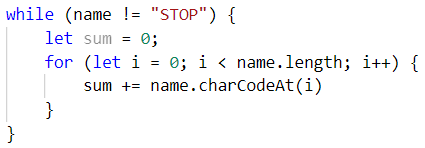 while (name != "STOP") {
    let sum = 0;
    for (let i = 0; i < name.length; i++) {
        sum += name.charCodeAt(i)
    }
}